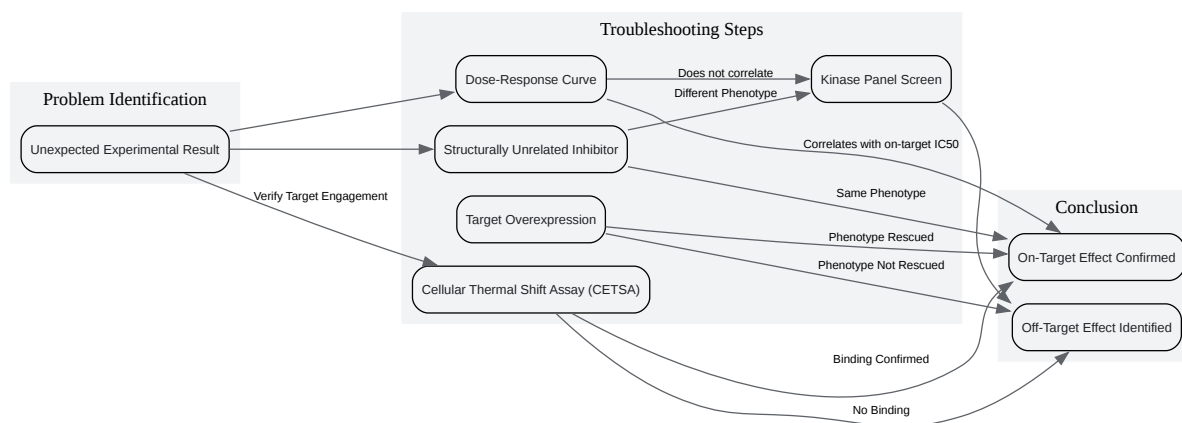 Troubleshooting Steps
Problem Identification
Unexpected Experimental Result
Verify Target Engagement
Dose-Response Curve
Does not correlate
Kinase Panel Screen
Different Phenotype
Structurally Unrelated Inhibitor
Correlates with on-target IC50
Same Phenotype
Target Overexpression
Phenotype Rescued
Phenotype Not Rescued
Cellular Thermal Shift Assay (CETSA)
Binding Confirmed
No Binding
Conclusion
On-Target Effect Confirmed
Off-Target Effect Identified